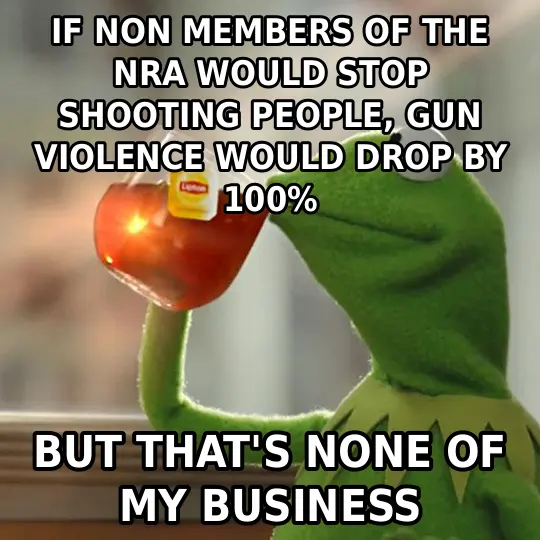 IF NON MEMBERS OF THE
NRA WOULD STOP
SHOOTING PEOPLE, GUN
VIOLENCE WOULD DROP BY
100%
Lipton
BUT THAT'S NONE OF
MY BUSINESS